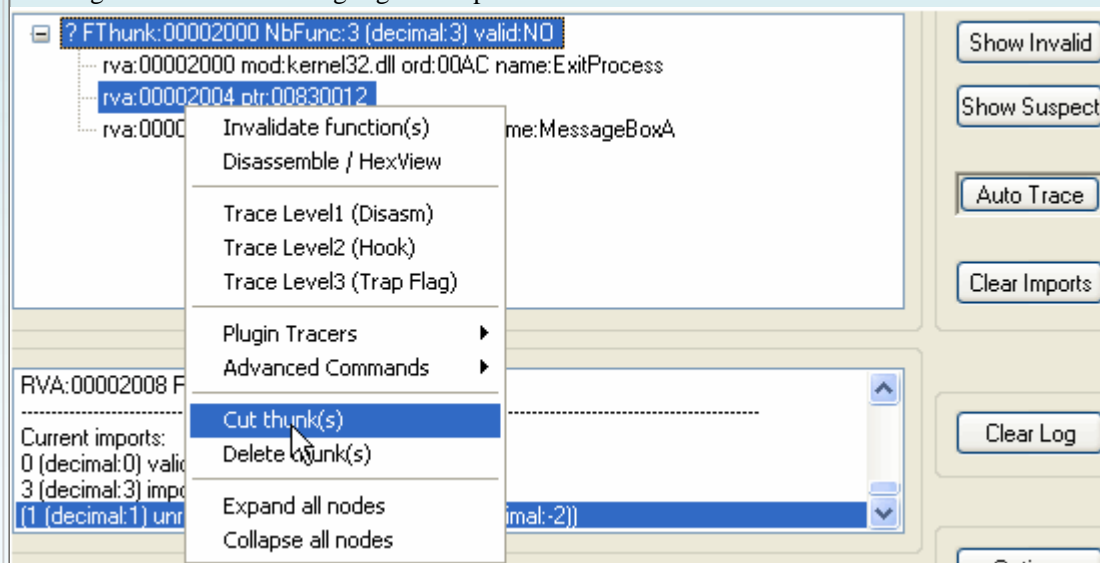 ? FThunk:00002000 NbFunc:3 (decimal:3) valid:NO
rva:00002000 mod:kernel32.dll ord:00AC name:ExitProcess
rva:00002004 ptr:00830012
rva:0000 me:MessageBoxA
Invalidate function(s)
Disassemble / HexView
Trace Level1 (Disasm)
Trace Level2 (Hook)
Trace Level3 (Trap Flag)
Plugin Tracers
Advanced Commands
Cut thunk(s)
Delete thunk(s)
Expand all nodes
Collapse all nodes
Show Invalid
Show Suspect
Auto Trace
Clear Imports
Clear Log
RVA:00002008 F
Current imports:
0 (decimal:0) valid
3 (decimal:3) impo
(1 (decimal:1) unr imal:-2))